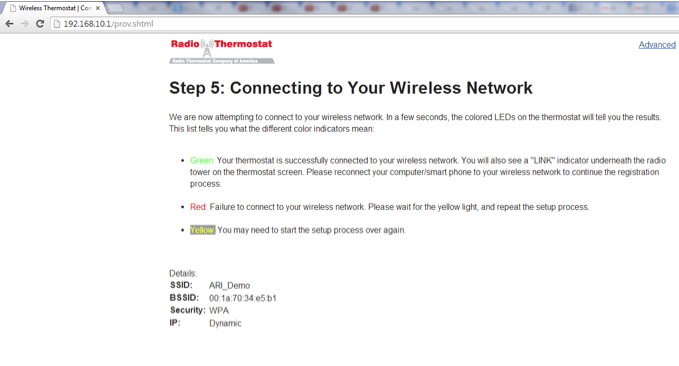 Wireless Thermostat | Con
192.168.10.1/prov.shtml
Radio Thermostat
Radio Thermostat Company of America
Advanced
Step 5: Connecting to Your Wireless Network
We are now attempting to connect to your wireless network. In a few seconds, the colored LEDs on the thermostat will tell you the results.
This list tells you what the different color indicators mean:
Green: Your thermostat is successfully connected to your wireless network. You will also see a "LINK" indicator underneath the radio
tower on the thermostat screen. Please reconnect your computer/smart phone to your wireless network to continue the registration
process.
Red: Failure to connect to your wireless network. Please wait for the yellow light, and repeat the setup process.
Yellow: You may need to start the setup process over again.
Details:
SSID: ARI_Demo
BSSID: 00:1a:70:34:e5:b1
Security: WPA
IP: Dynamic